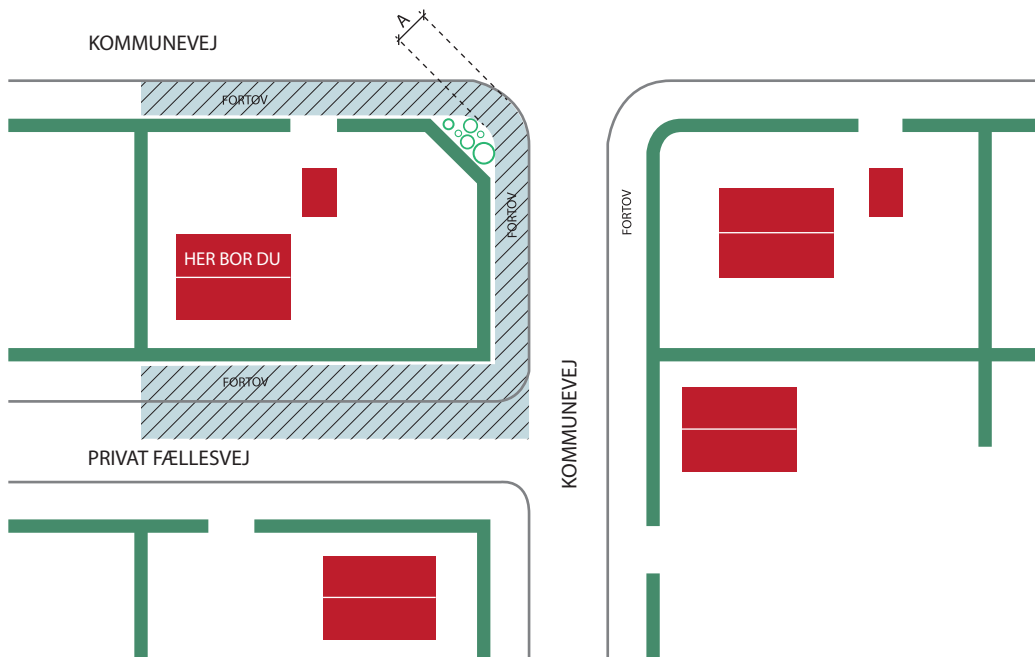 A
KOMMUNEVEJ
FORTOV
FORTOV
FORTOV
HER BOR DU
KOMMUNEVEJ
FORTOV
PRIVAT FÆLLESVEJ